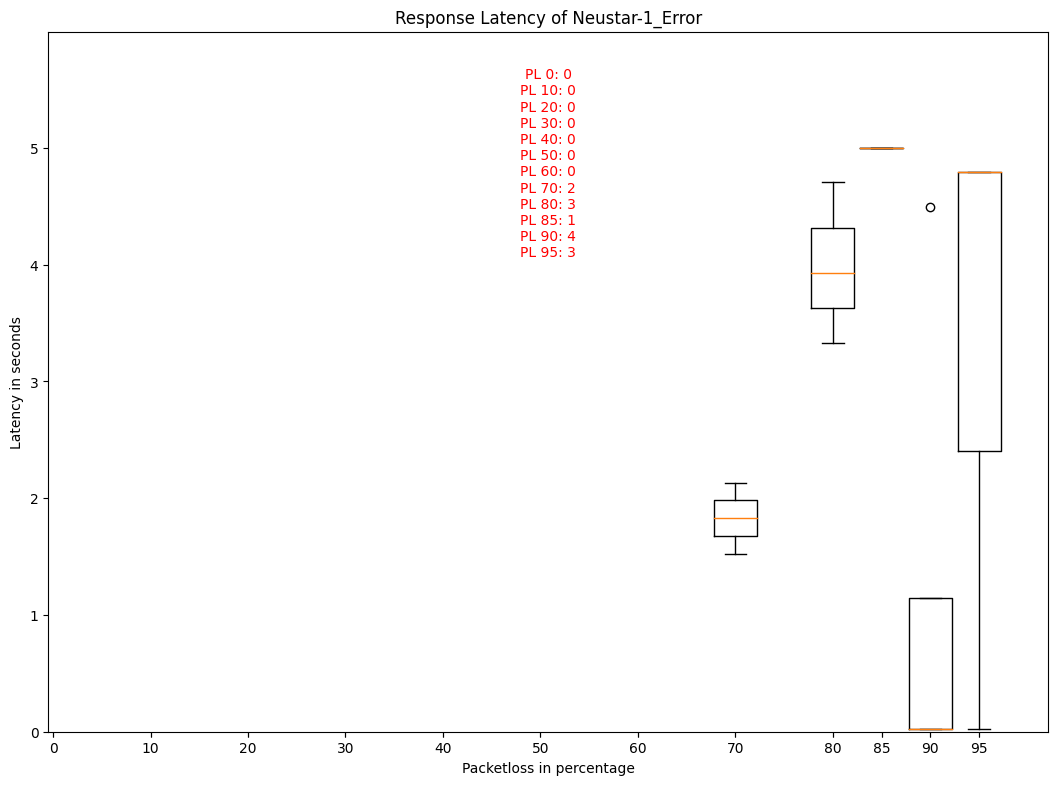 Response Latency of Neustar-1_Error
PL 0: 0
PL 10: 0
PL 20: 0
PL 30: 0
PL 40: 0
PL 50: 0
PL 60: 0
PL 70: 2
PL 80: 3
PL 85: 1
PL 90: 4
PL 95: 3
Latency in seconds
5
4
3
2
1
0
0 10 20 30 40 50 60 70 80 85 90 95
Packetloss in percentage